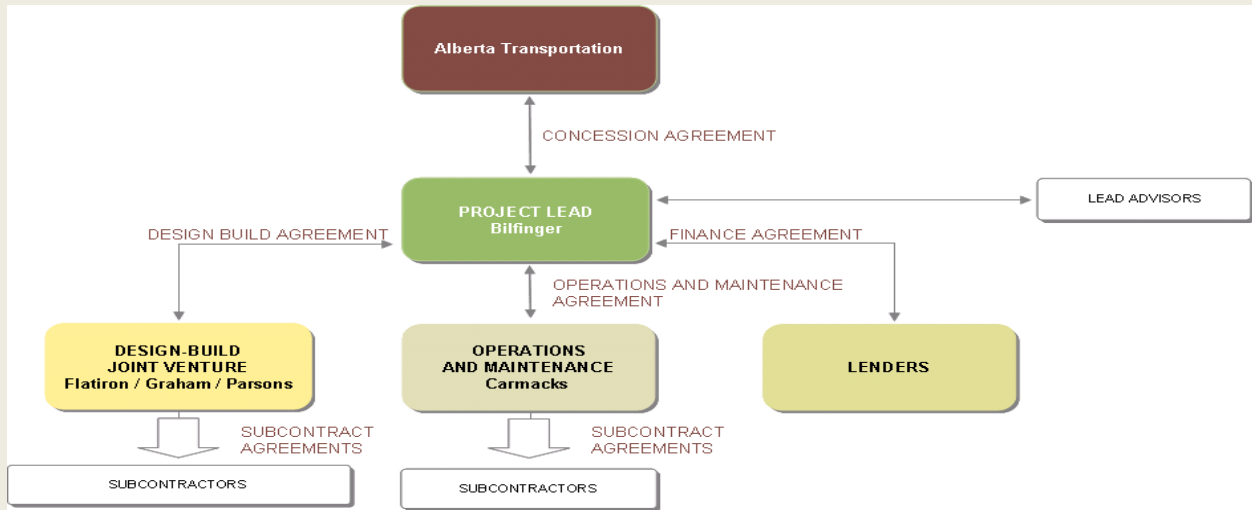 Alberta Transportation
CONCESSION AGREEMENT
PROJECT LEAD
Bilfinger
LEAD ADVISORS
DESIGN BUILD AGREEMENT
FINANCE AGREEMENT
OPERATIONS AND MAINTENANCE
AGREEMENT
DESIGN-BUILD
JOINT VENTURE
Flatiron / Graham / Parsons
OPERATIONS
AND MAINTENANCE
Carmacks
LENDERS
SUBCONTRACT
AGREEMENTS
SUBCONTRACT
AGREEMENTS
SUBCONTRACTORS
SUBCONTRACTORS